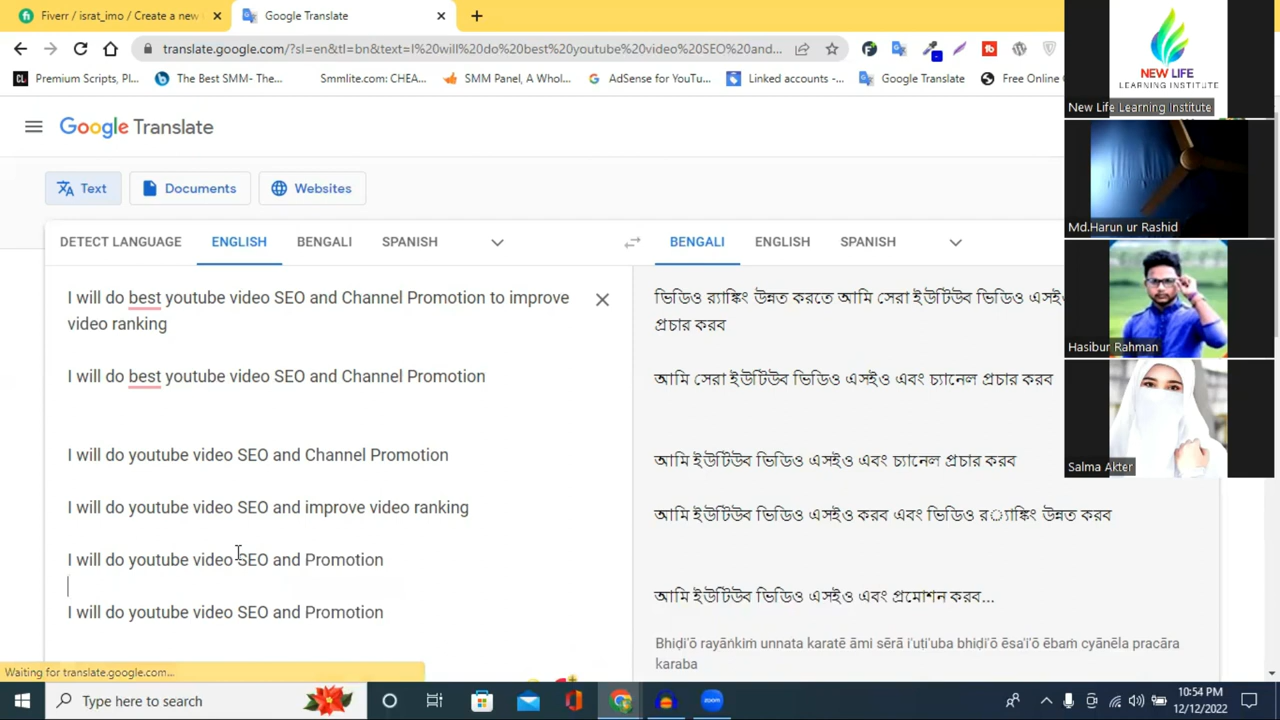 Fiverr / israt_imo / Create a new
Google Translate
translate.google.com/?sl=en&tl=bn&text=I%20will%20do%20best%20youtube%20video%20SEO%20and...
Premium Scripts, Pl...
The Best SMM- The...
Smmlite.com: CHEA...
SMM Panel, A Whol...
AdSense for YouTu...
Linked accounts -...
Google Translate
Free Online
Google Translate
Text
Documents
Websites
DETECT LANGUAGE
ENGLISH
BENGALI
SPANISH
BENGALI
ENGLISH
SPANISH
I will do best youtube video SEO and Channel Promotion to improve
video ranking
I will do best youtube video SEO and Channel Promotion
I will do youtube video SEO and Channel Promotion
I will do youtube video SEO and improve video ranking
I will do youtube video SEO and Promotion
I will do youtube video SEO and Promotion
ভিডিও র‌্যাঙ্কিং উন্নত করতে আমি সেরা ইউটিউব ভিডিও এসইও
প্রচার করব
আমি সেরা ইউটিউব ভিডিও এসইও এবং চ্যানেল প্রচার করব
আমি ইউটিউব ভিডিও এসইও এবং চ্যানেল প্রচার করব
আমি ইউটিউব ভিডিও এসইও করব এবং ভিডিও র‍্যাঙ্কিং উন্নত করব
আমি ইউটিউব ভিডিও এসইও এবং প্রমোশন করব...
Bhiḍi'ō rayāṅkiṁ unnata karatē āmi sērā i'uṭi'uba bhiḍi'ō ēsa'i'ō ēbaṁ cyānēla pracāra
karaba
Waiting for translate.google.com...
NEW LIFE
LEARNING INSTITUTE
New Life Learning Institute
Md.Harun ur Rashid
Hasibur Rahman
Salma Akter
Type here to search
zoom
10:54 PM
12/12/2022